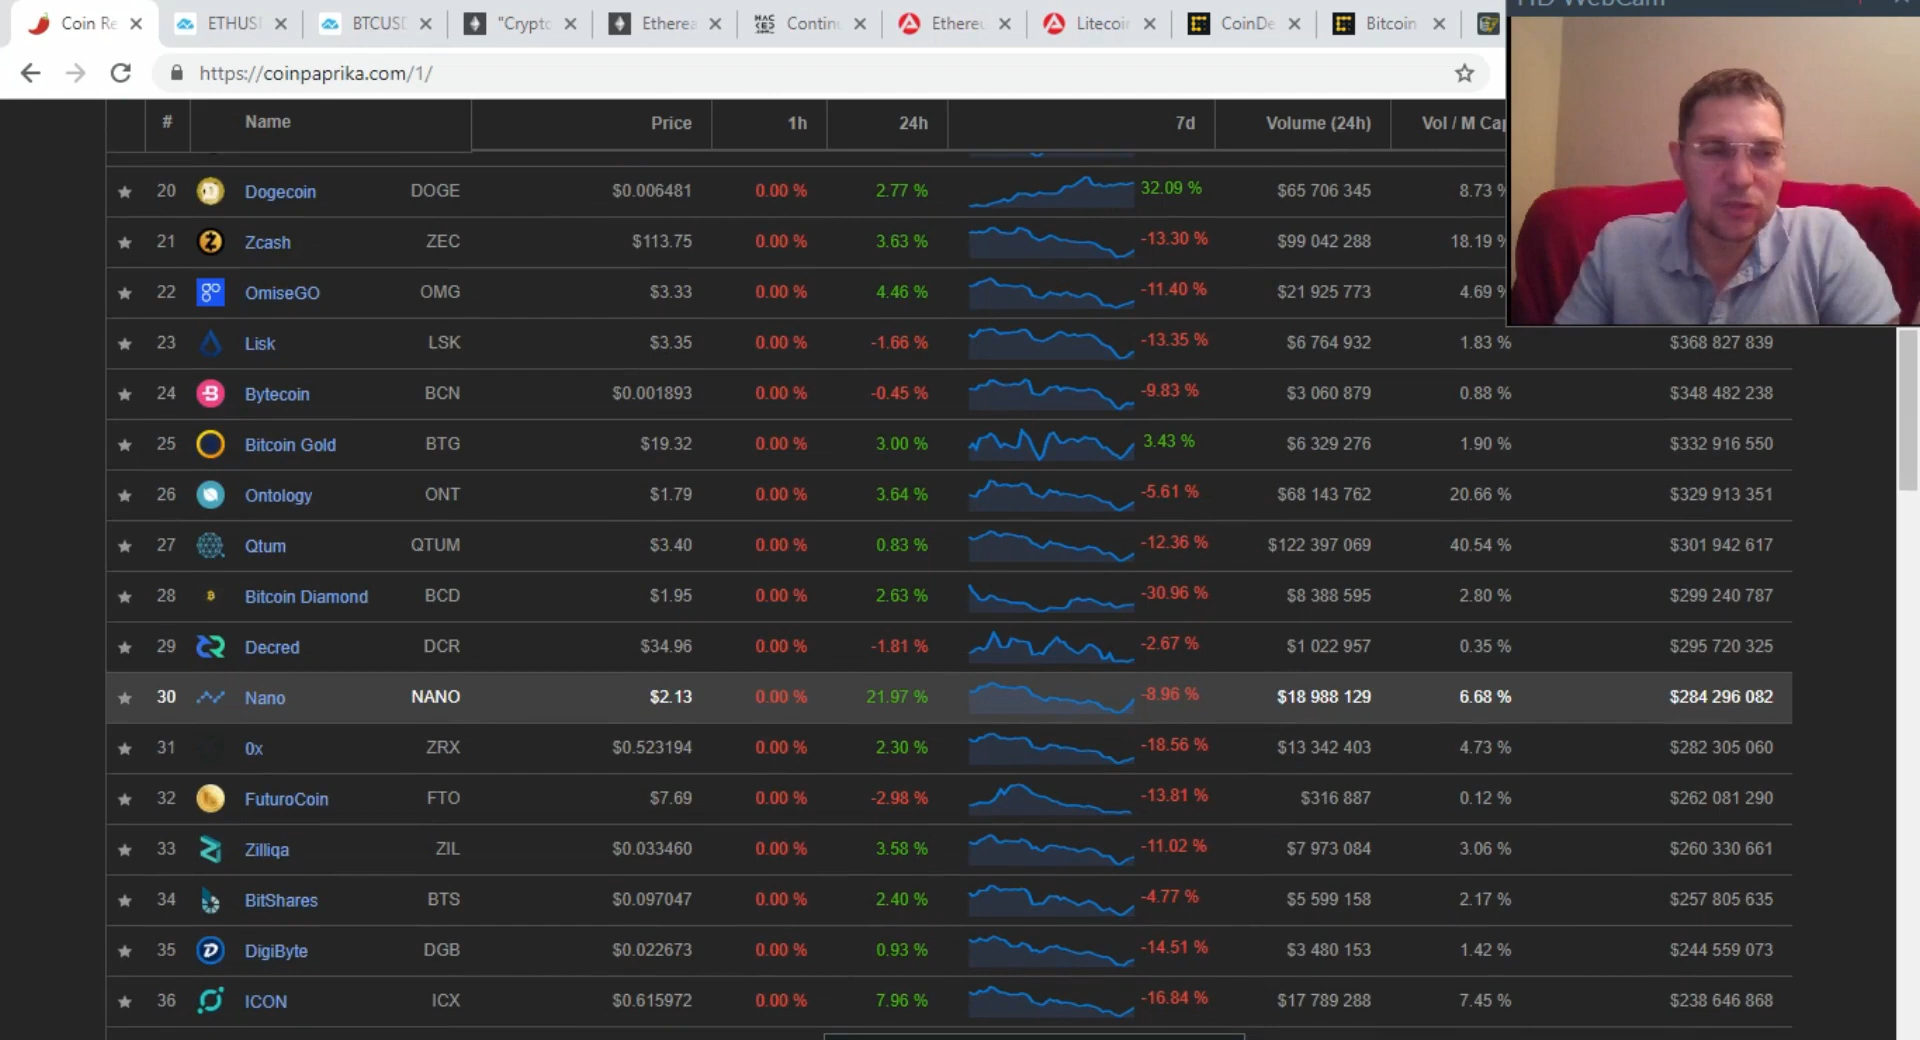 Coin Re ETHUS BTCUSD "Crypto Etherea Continu Ethereu Litecoin CoinDe Bitcoin
HD WebCam
https://coinpaprika.com/1/
# Name Price 1h 24h 7d Volume (24h) Vol / M Cap
20 Dogecoin DOGE $0.006481 0.00 % 2.77 % 32.09 % $65 706 345 8.73 %
21 Zcash ZEC $113.75 0.00 % 3.63 % -13.30 % $99 042 288 18.19 %
22 OmiseGO OMG $3.33 0.00 % 4.46 % -11.40 % $21 925 773 4.69 %
23 Lisk LSK $3.35 0.00 % -1.66 % -13.35 % $6 764 932 1.83 % $368 827 839
24 Bytecoin BCN $0.001893 0.00 % -0.45 % -9.83 % $3 060 879 0.88 % $348 482 238
25 Bitcoin Gold BTG $19.32 0.00 % 3.00 % 3.43 % $6 329 276 1.90 % $332 916 550
26 Ontology ONT $1.79 0.00 % 3.64 % -5.61 % $68 143 762 20.66 % $329 913 351
27 Qtum QTUM $3.40 0.00 % 0.83 % -12.36 % $122 397 069 40.54 % $301 942 617
28 Bitcoin Diamond BCD $1.95 0.00 % 2.63 % -30.96 % $8 388 595 2.80 % $299 240 787
29 Decred DCR $34.96 0.00 % -1.81 % -2.67 % $1 022 957 0.35 % $295 720 325
30 Nano NANO $2.13 0.00 % 21.97 % -8.96 % $18 988 129 6.68 % $284 296 082
31 0x ZRX $0.523194 0.00 % 2.30 % -18.56 % $13 342 403 4.73 % $282 305 060
32 FuturoCoin FTO $7.69 0.00 % -2.98 % -13.81 % $316 887 0.12 % $262 081 290
33 Zilliqa ZIL $0.033460 0.00 % 3.58 % -11.02 % $7 973 084 3.06 % $260 330 661
34 BitShares BTS $0.097047 0.00 % 2.40 % -4.77 % $5 599 158 2.17 % $257 805 635
35 DigiByte DGB $0.022673 0.00 % 0.93 % -14.51 % $3 480 153 1.42 % $244 559 073
36 ICON ICX $0.615972 0.00 % 7.96 % -16.84 % $17 789 288 7.45 % $238 646 868